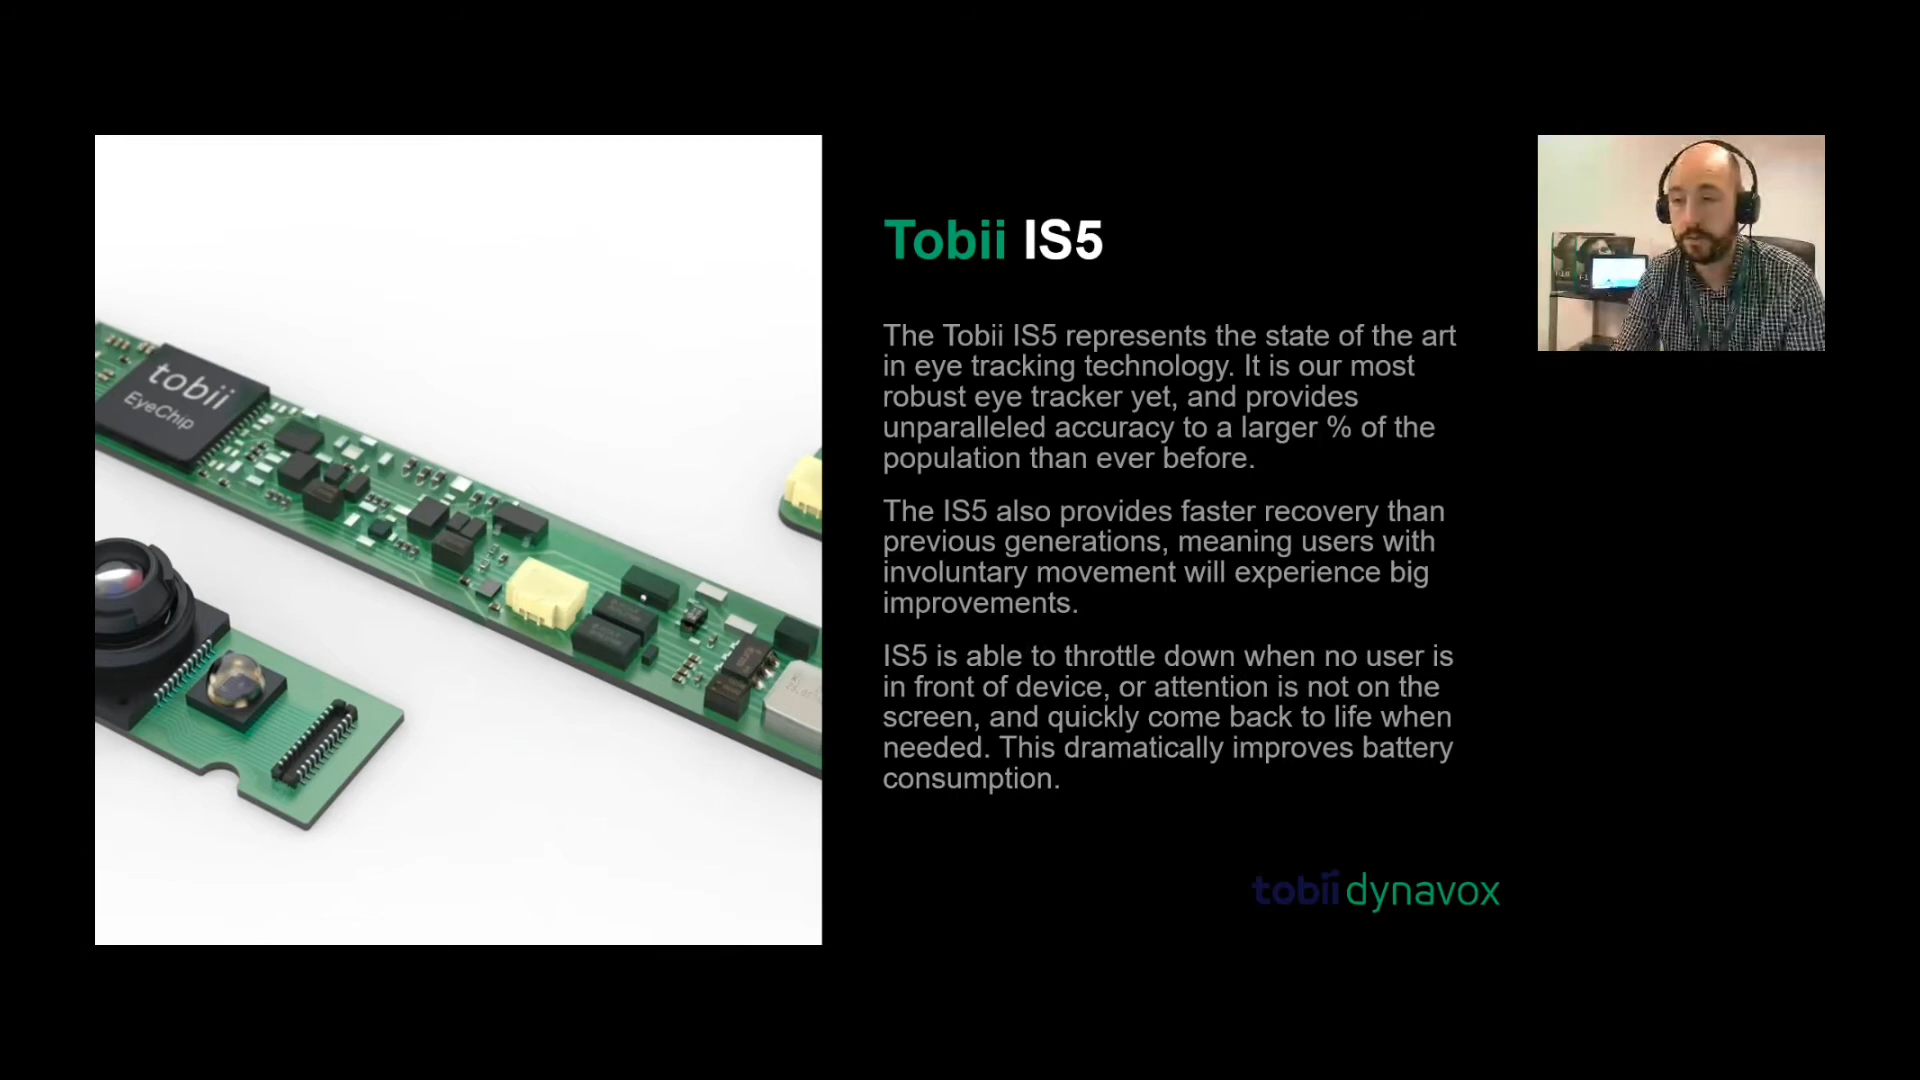 tobii
EyeChip
Tobii IS5
The Tobii IS5 represents the state of the art
in eye tracking technology. It is our most
robust eye tracker yet, and provides
unparalleled accuracy to a larger % of the
population than ever before.
The IS5 also provides faster recovery than
previous generations, meaning users with
involuntary movement will experience big
improvements.
IS5 is able to throttle down when no user is
in front of device, or attention is not on the
screen, and quickly come back to life when
needed. This dramatically improves battery
consumption.
tobii dynavox